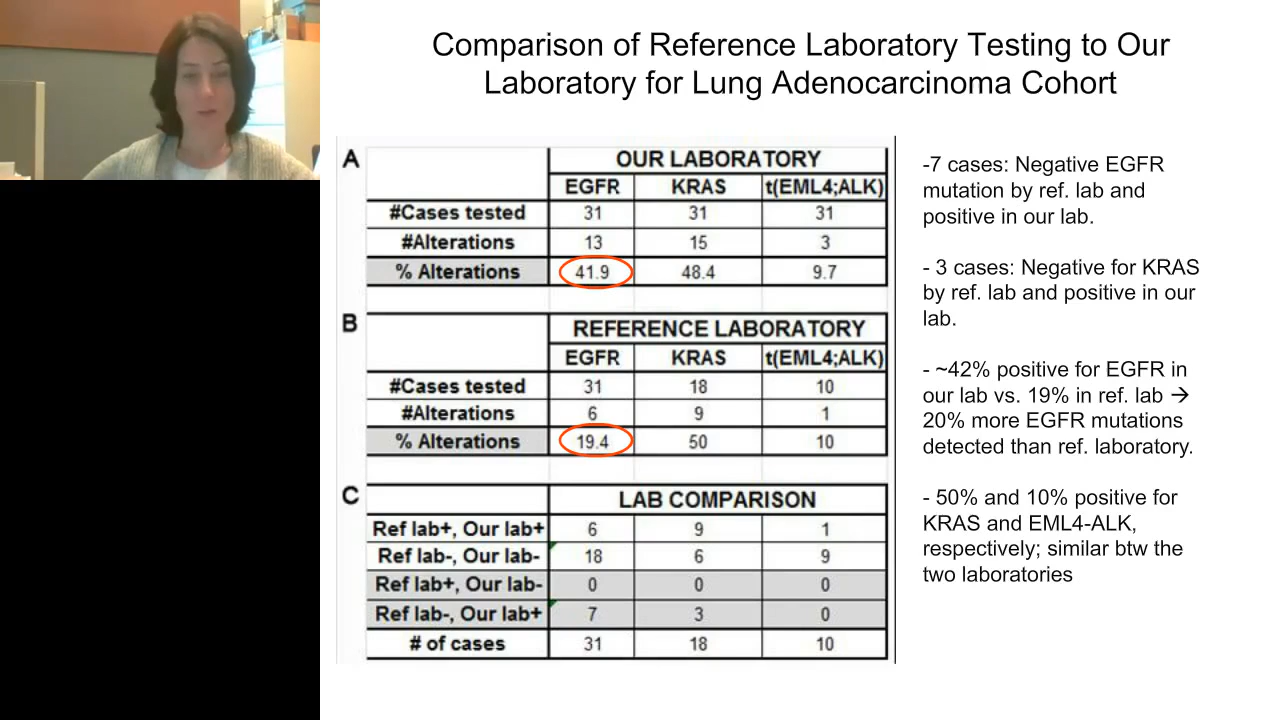 Comparison of Reference Laboratory Testing to Our
Laboratory for Lung Adenocarcinoma Cohort
A
OUR LABORATORY
EGFR KRAS t(EML4;ALK)
#Cases tested 31 31 31
#Alterations 13 15 3
% Alterations 41.9 48.4 9.7
B
REFERENCE LABORATORY
EGFR KRAS t(EML4;ALK)
#Cases tested 31 18 10
#Alterations 6 9 1
% Alterations 19.4 50 10
C
LAB COMPARISON
Ref lab+, Our lab+ 6 9 1
Ref lab-, Our lab- 18 6 9
Ref lab+, Our lab- 0 0 0
Ref lab-, Our lab+ 7 3 0
# of cases 31 18 10
-7 cases: Negative EGFR
mutation by ref. lab and
positive in our lab.
- 3 cases: Negative for KRAS
by ref. lab and positive in our
lab.
- ~42% positive for EGFR in
our lab vs. 19% in ref. lab →
20% more EGFR mutations
detected than ref. laboratory.
- 50% and 10% positive for
KRAS and EML4-ALK,
respectively; similar btw the
two laboratories